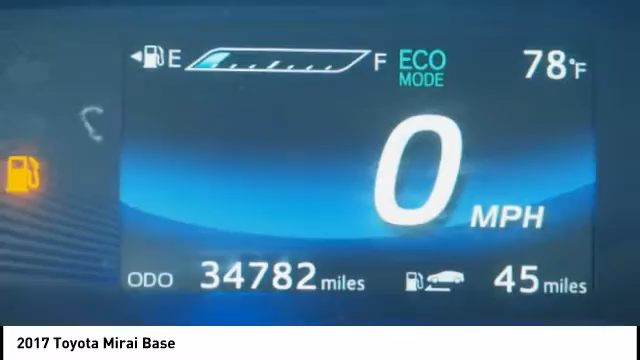 E F ECO 78°F
MODE
0 MPH
ODO 34782 miles 45 miles
2017 Toyota Mirai Base